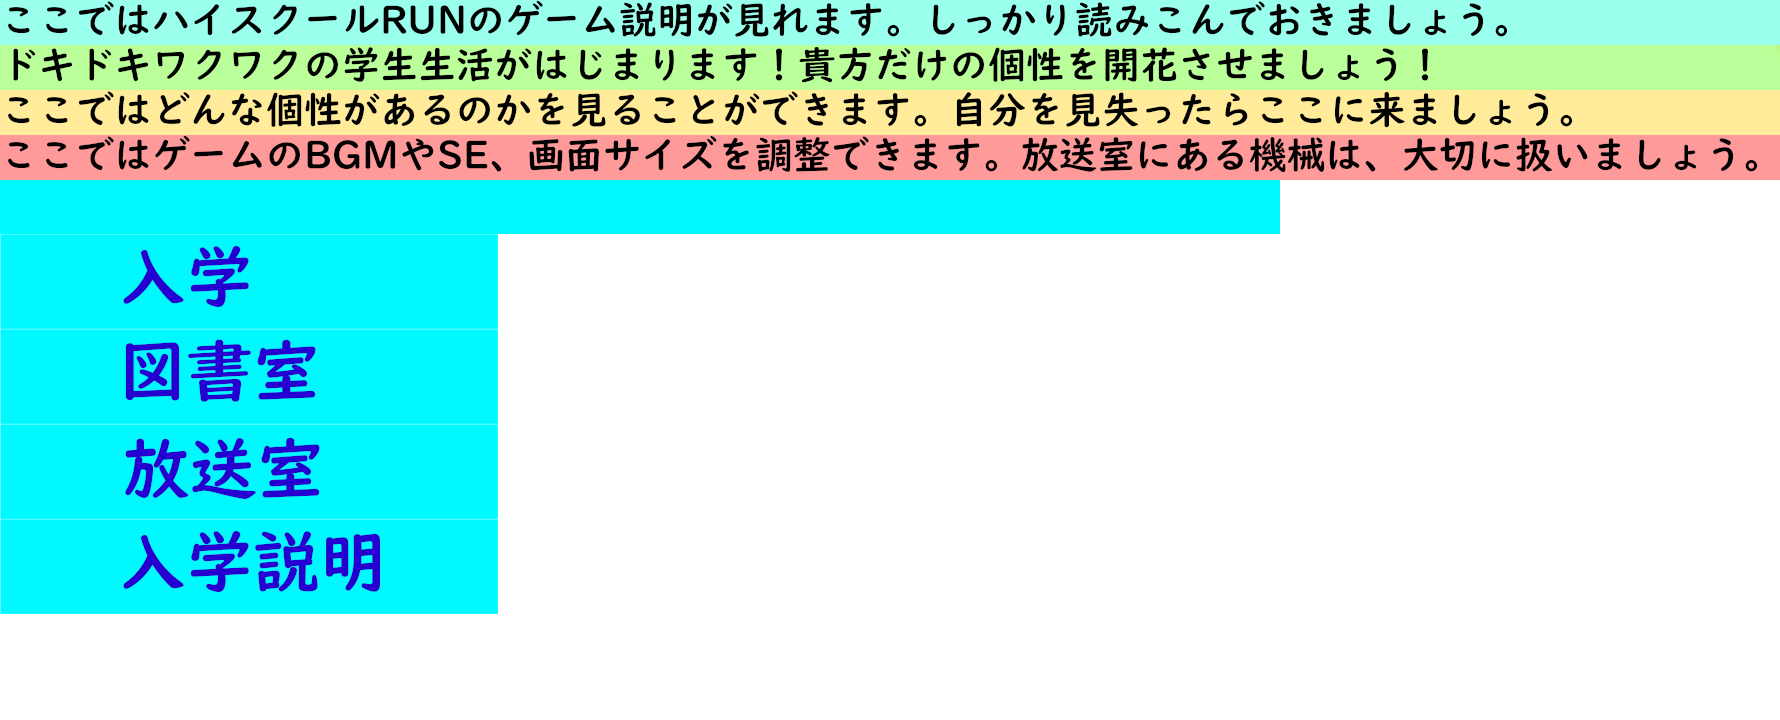 ここではハイスクールRUNのゲーム説明が見れます。しっかり読みこんでおきましょう。
ドキドキワクワクの学生生活がはじまります！貴方だけの個性を開花させましょう！
ここではどんな個性があるのかを見ることができます。自分を見失ったらここに来ましょう。
ここではゲームのBGMやSE、画面サイズを調整できます。放送室にある機械は、大切に扱いましょう。
入学
図書室
放送室
入学説明